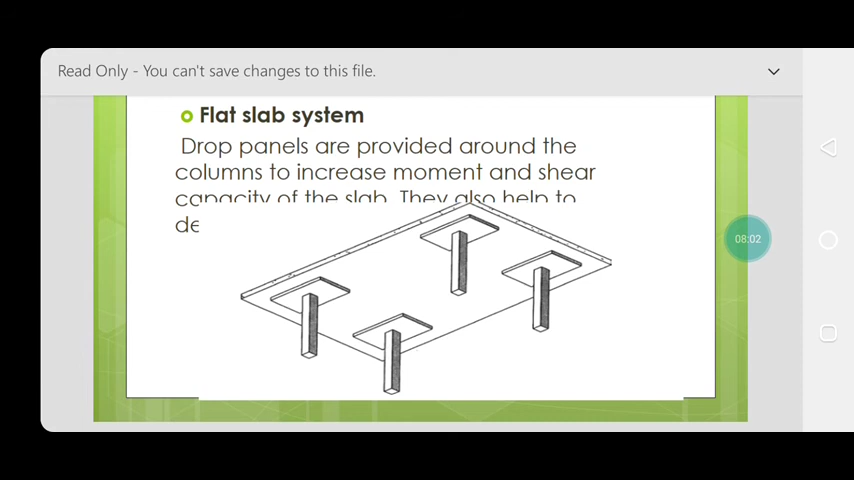 Read Only - You can't save changes to this file.
Flat slab system
Drop panels are provided around the
columns to increase moment and shear
capacity of the slab. They also help to
de
08:02